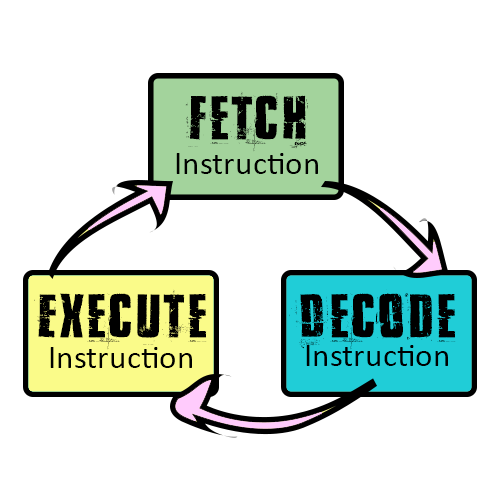 FETCH
Instruction
EXECUTE
Instruction
DECODE
Instruction